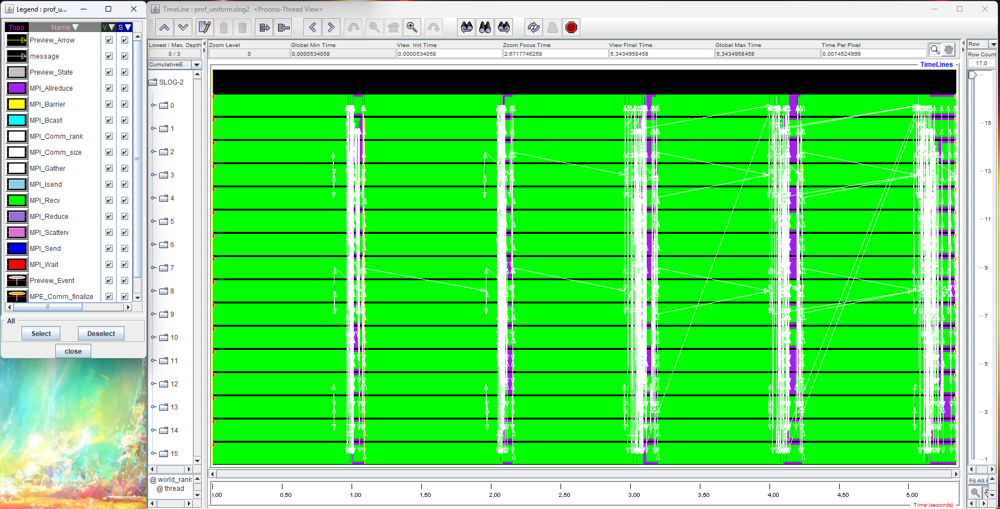 Legend : prof_u...
Topo Name V S
Preview_Arrow
message
Preview_State
MPI_Allreduce
MPI_Barrier
MPI_Bcast
MPI_Comm_rank
MPI_Comm_size
MPI_Gather
MPI_Isend
MPI_Recv
MPI_Reduce
MPI_Scatterv
MPI_Send
MPI_Wait
Preview_Event
MPE_Comm_finalize
All
Select Deselect
close
TimeLine : prof_uniform.slog2 <Process-Thread View>
Lowest / Max. Depth Zoom Level Global Min Time View Init Time Zoom Focus Time View Final Time Global Max Time Time Per Pixel
0 / 3 0 0,0000534058 0,0000534058 2,6717746258 5,3434958458 5,3434958458 0,0074524999
CumulativeE...
TimeLines
SLOG-2
0
1
2
3
4
5
6
7
8
9
10
11
12
13
14
15
@ world_rank
@ thread
0,00 0,50 1,00 1,50 2,00 2,50 3,00 3,50 4,00 4,50 5,00
Time (seconds)
Row
Row Count
17,0
15
13
11
9
7
5
3
1
Fit All